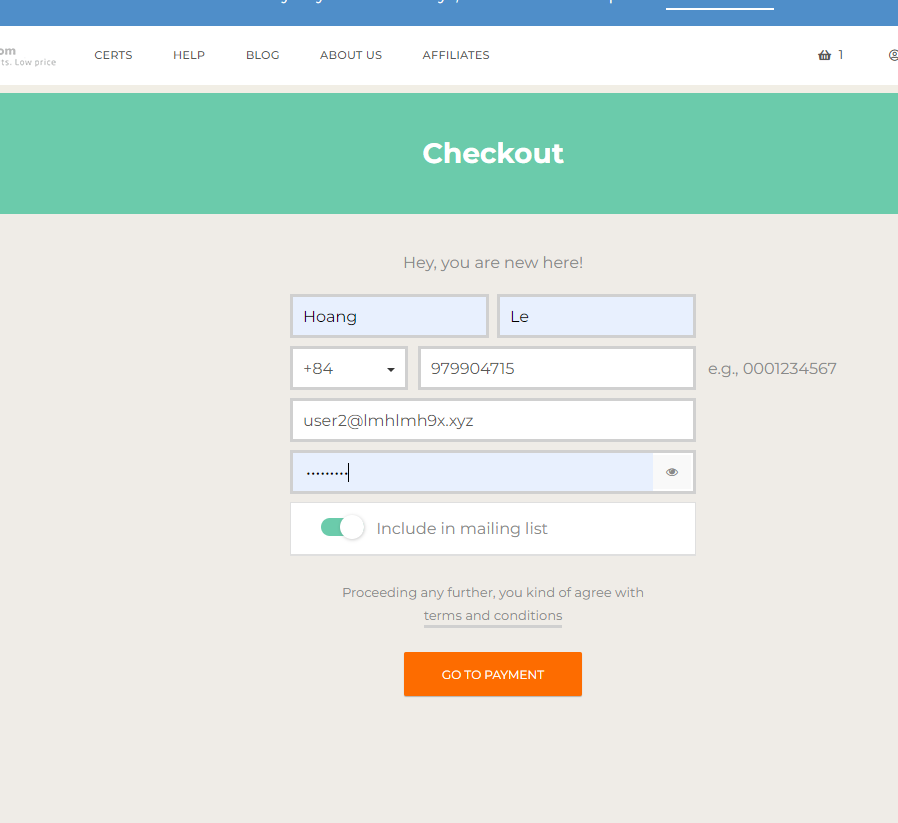 om
ts. Low price
CERTS HELP BLOG ABOUT US AFFILIATES 1
Checkout
Hey, you are new here!
Hoang Le
+84 979904715 e.g., 0001234567
user2@lmhlmh9x.xyz
•••••••••
Include in mailing list
Proceeding any further, you kind of agree with
terms and conditions
GO TO PAYMENT